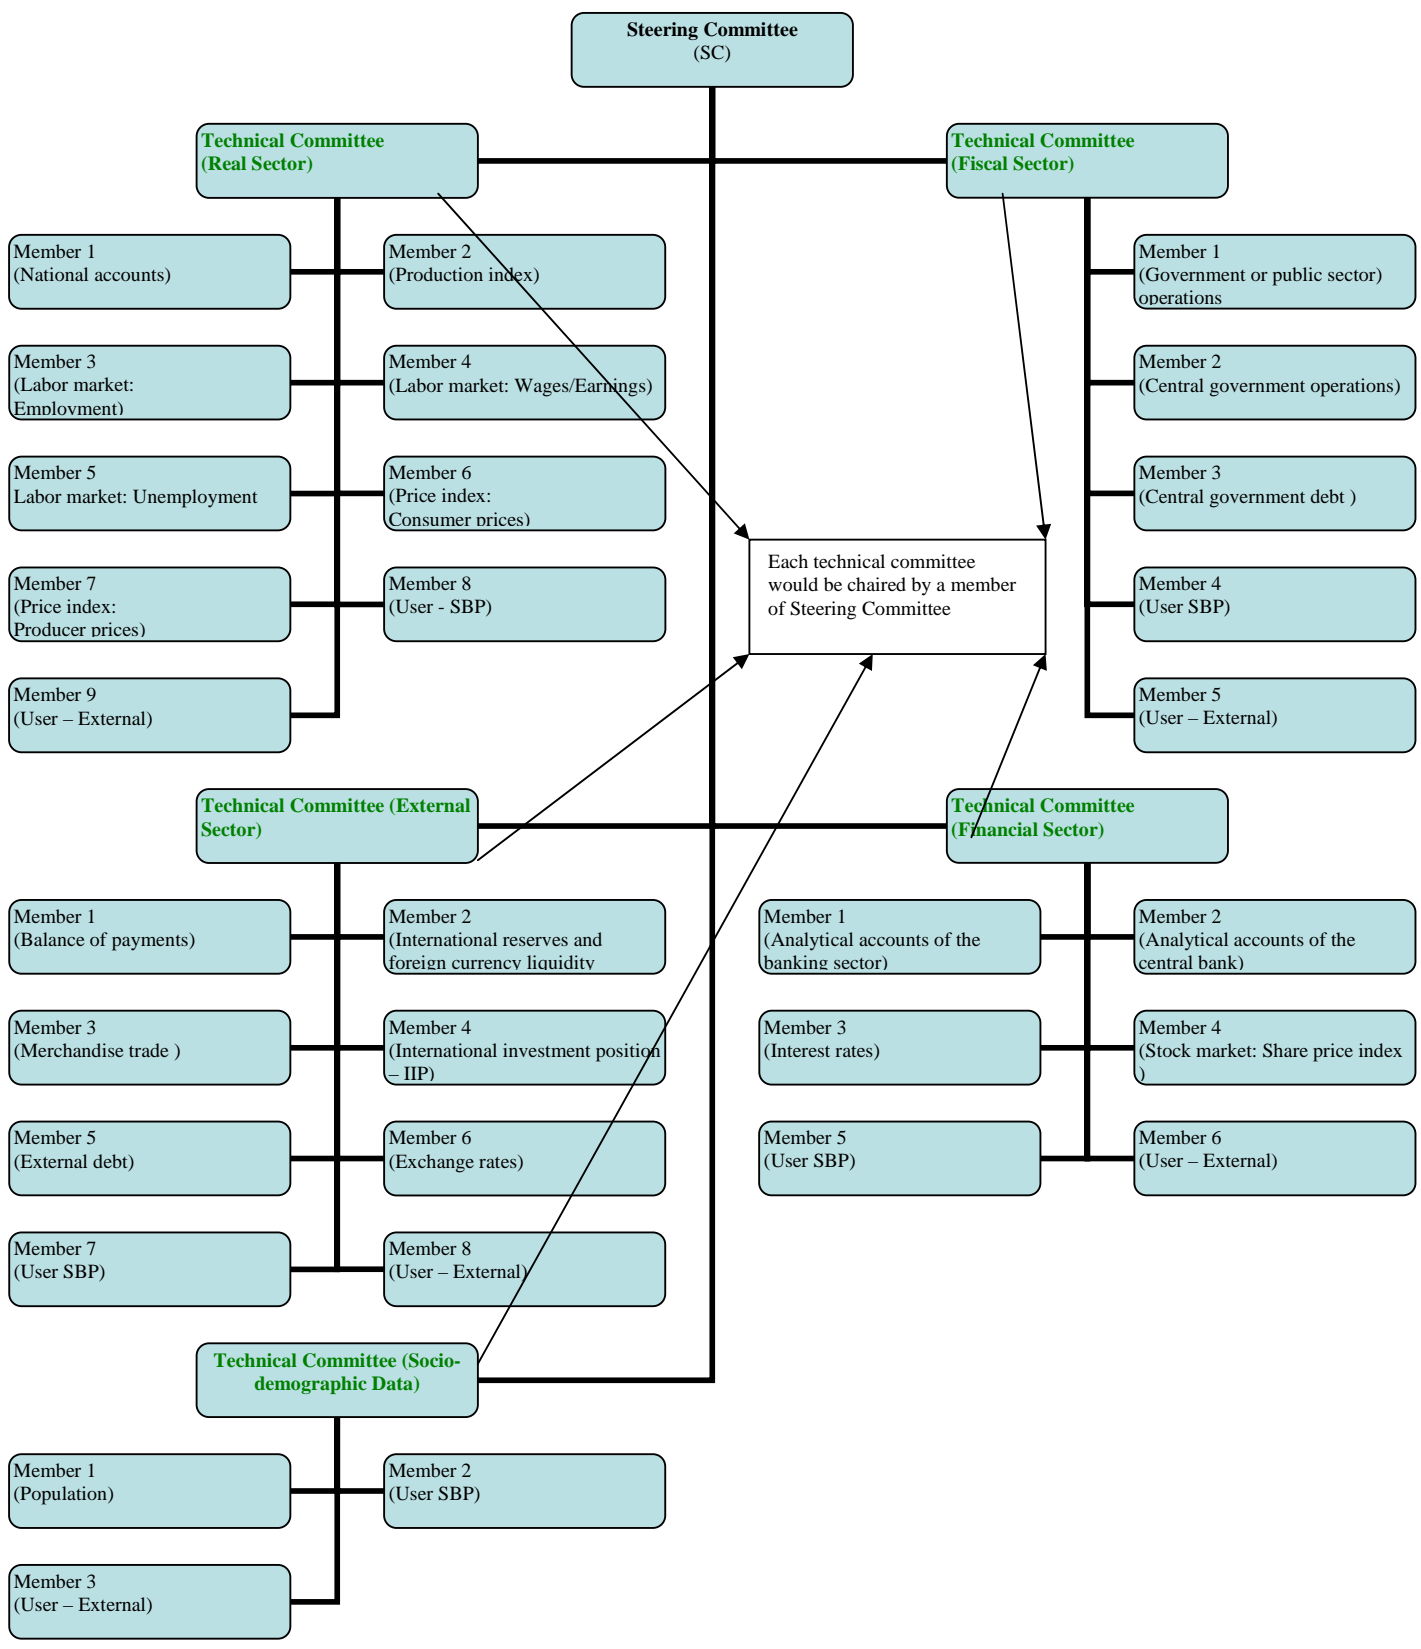 Steering Committee
(SC)
Technical Committee
(Real Sector)
Technical Committee
(Fiscal Sector)
Member 1
(National accounts)
Member 2
(Production index)
Member 1
(Government or public sector)
operations
Member 3
(Labor market:
Employment)
Member 4
(Labor market: Wages/Earnings)
Member 2
(Central government operations)
Member 5
Labor market: Unemployment
Member 6
(Price index:
Consumer prices)
Member 3
(Central government debt )
Each technical committee
would be chaired by a member
of Steering Committee
Member 7
(Price index:
Producer prices)
Member 8
(User - SBP)
Member 4
(User SBP)
Member 9
(User – External)
Member 5
(User – External)
Technical Committee (External
Sector)
Technical Committee
(Financial Sector)
Member 1
(Balance of payments)
Member 2
(International reserves and
foreign currency liquidity
Member 1
(Analytical accounts of the
banking sector)
Member 2
(Analytical accounts of the
central bank)
Member 3
(Merchandise trade )
Member 4
(International investment position
– IIP)
Member 3
(Interest rates)
Member 4
(Stock market: Share price index
)
Member 5
(External debt)
Member 6
(Exchange rates)
Member 5
(User SBP)
Member 6
(User – External)
Member 7
(User SBP)
Member 8
(User – External)
Technical Committee (Socio-
demographic Data)
Member 1
(Population)
Member 2
(User SBP)
Member 3
(User – External)